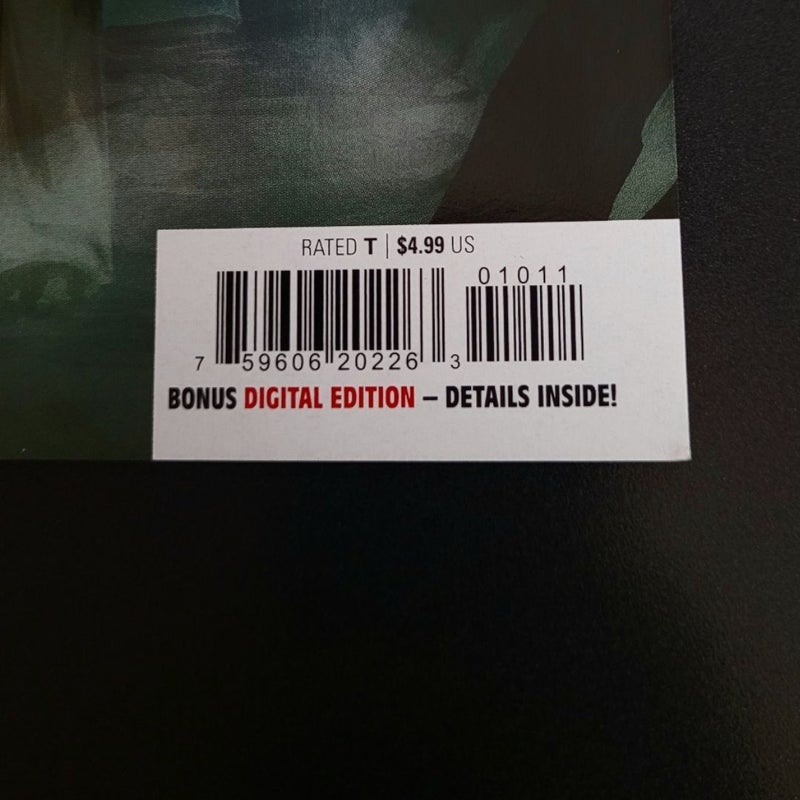 RATED T | $4.99 US
01011
7 59606 20226 3
BONUS DIGITAL EDITION – DETAILS INSIDE!